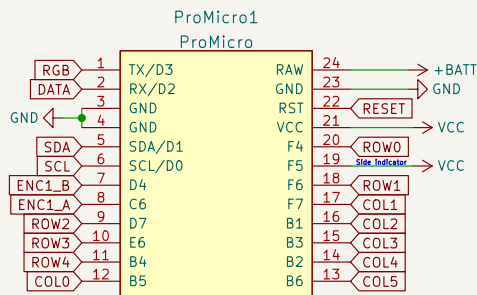 ProMicro1
ProMicro
RGB 1 TX/D3 RAW 24 +BATT
DATA 2 RX/D2 GND 23 GND
3 GND RST 22 RESET
GND 4 GND VCC 21 VCC
SDA 5 SDA/D1 F4 20 ROW0
SCL 6 SCL/D0 F5 19 Side Indicator VCC
ENC1_B 7 D4 F6 18 ROW1
ENC1_A 8 C6 F7 17 COL1
ROW2 9 D7 B1 16 COL2
ROW3 10 E6 B3 15 COL3
ROW4 11 B4 B2 14 COL4
COL0 12 B5 B6 13 COL5